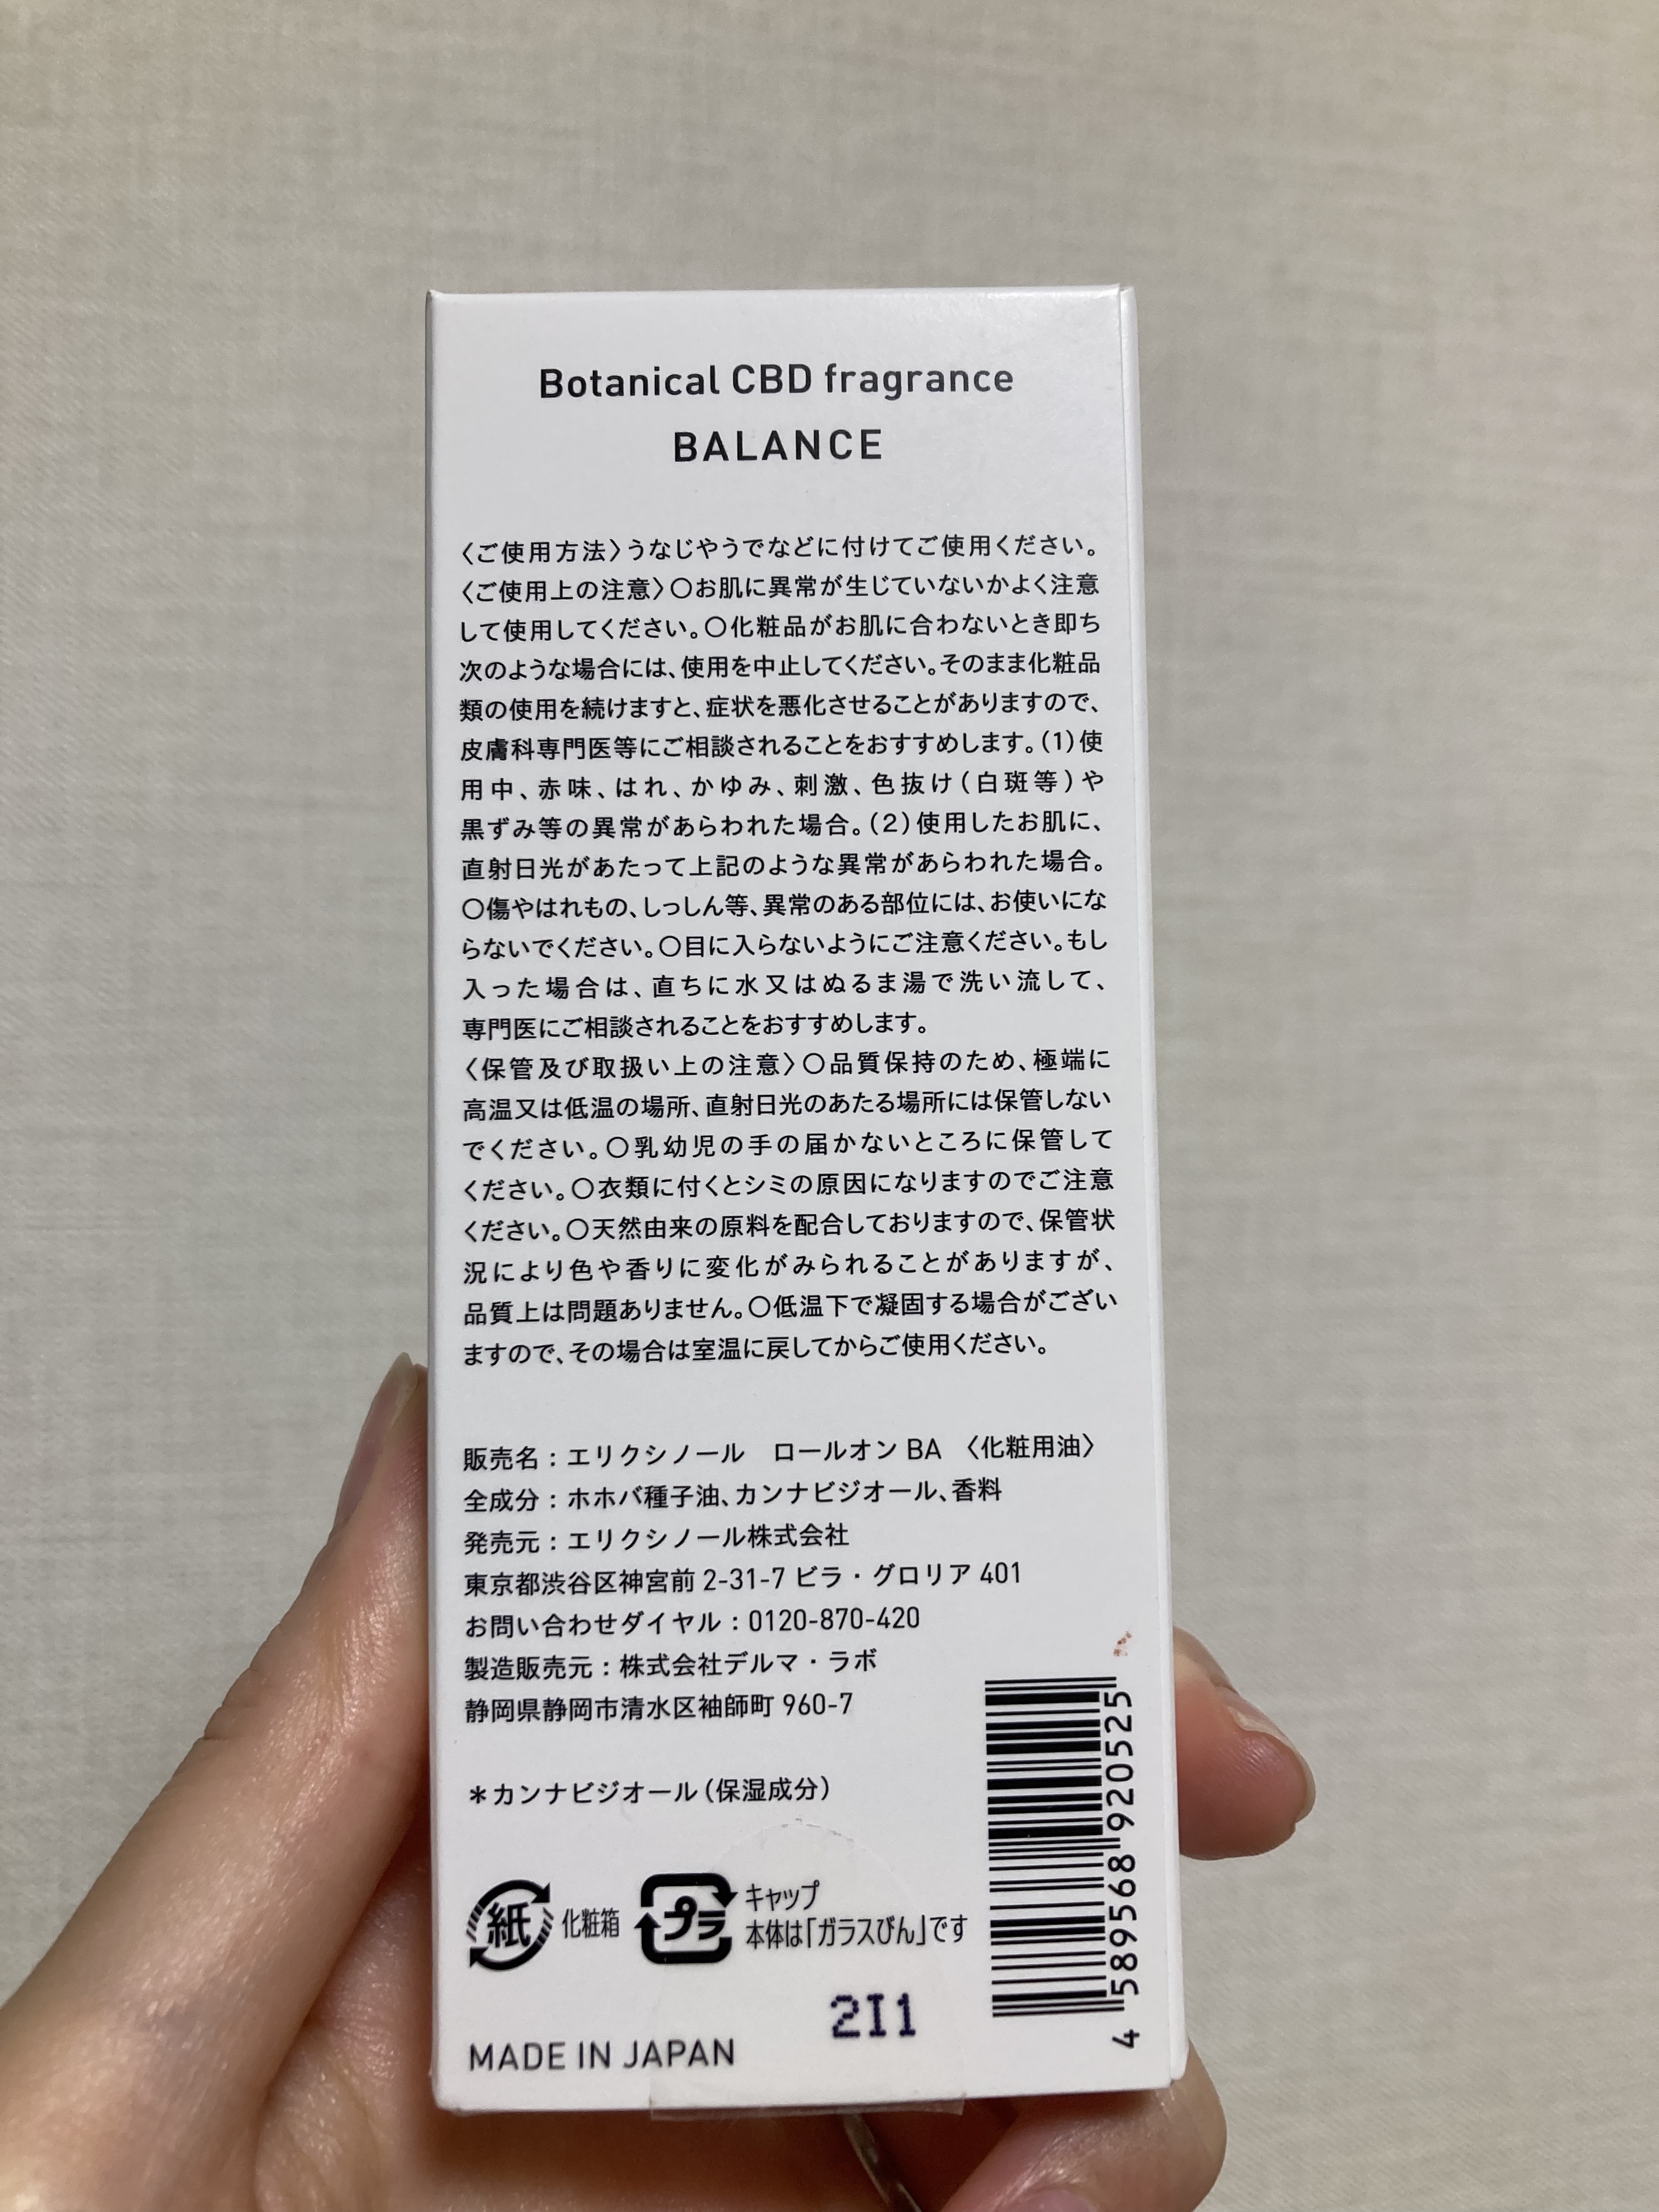 Botanical CBD fragrance
BALANCE
〈ご使用方法〉うなじやうでなどに付けてご使用ください。
〈ご使用上の注意〉○お肌に異常が生じていないかよく注意
して使用してください。○化粧品がお肌に合わないとき即ち
次のような場合には、使用を中止してください。そのまま化粧品
類の使用を続けますと、症状を悪化させることがありますので、
皮膚科専門医等にご相談されることをおすすめします。(1)使
用中、赤味、はれ、かゆみ、刺激、色抜け(白斑等)や
黒ずみ等の異常があらわれた場合。(2)使用したお肌に、
直射日光があたって上記のような異常があらわれた場合。
○傷やはれもの、しっしん等、異常のある部位には、お使いにな
らないでください。○目に入らないようにご注意ください。もし
入った場合は、直ちに水又はぬるま湯で洗い流して、
専門医にご相談されることをおすすめします。
〈保管及び取扱い上の注意〉○品質保持のため、極端に
高温又は低温の場所、直射日光のあたる場所には保管しない
でください。○乳幼児の手の届かないところに保管して
ください。○衣類に付くとシミの原因になりますのでご注意
ください。○天然由来の原料を配合しておりますので、保管状
況により色や香りに変化がみられることがありますが、
品質上は問題ありません。○低温下で凝固する場合がござい
ますので、その場合は室温に戻してからご使用ください。
販売名：エリクシノール　ロールオン BA 〈化粧用油〉
全成分：ホホバ種子油、カンナビジオール、香料
発売元：エリクシノール株式会社
東京都渋谷区神宮前 2-31-7 ビラ・グロリア 401
お問い合わせダイヤル：0120-870-420
製造販売元：株式会社デルマ・ラボ
静岡県静岡市清水区袖師町 960-7
＊カンナビジオール(保湿成分)
紙 化粧箱 プラ キャップ
本体は「ガラスびん」です
2I1
MADE IN JAPAN
4 589568 920525